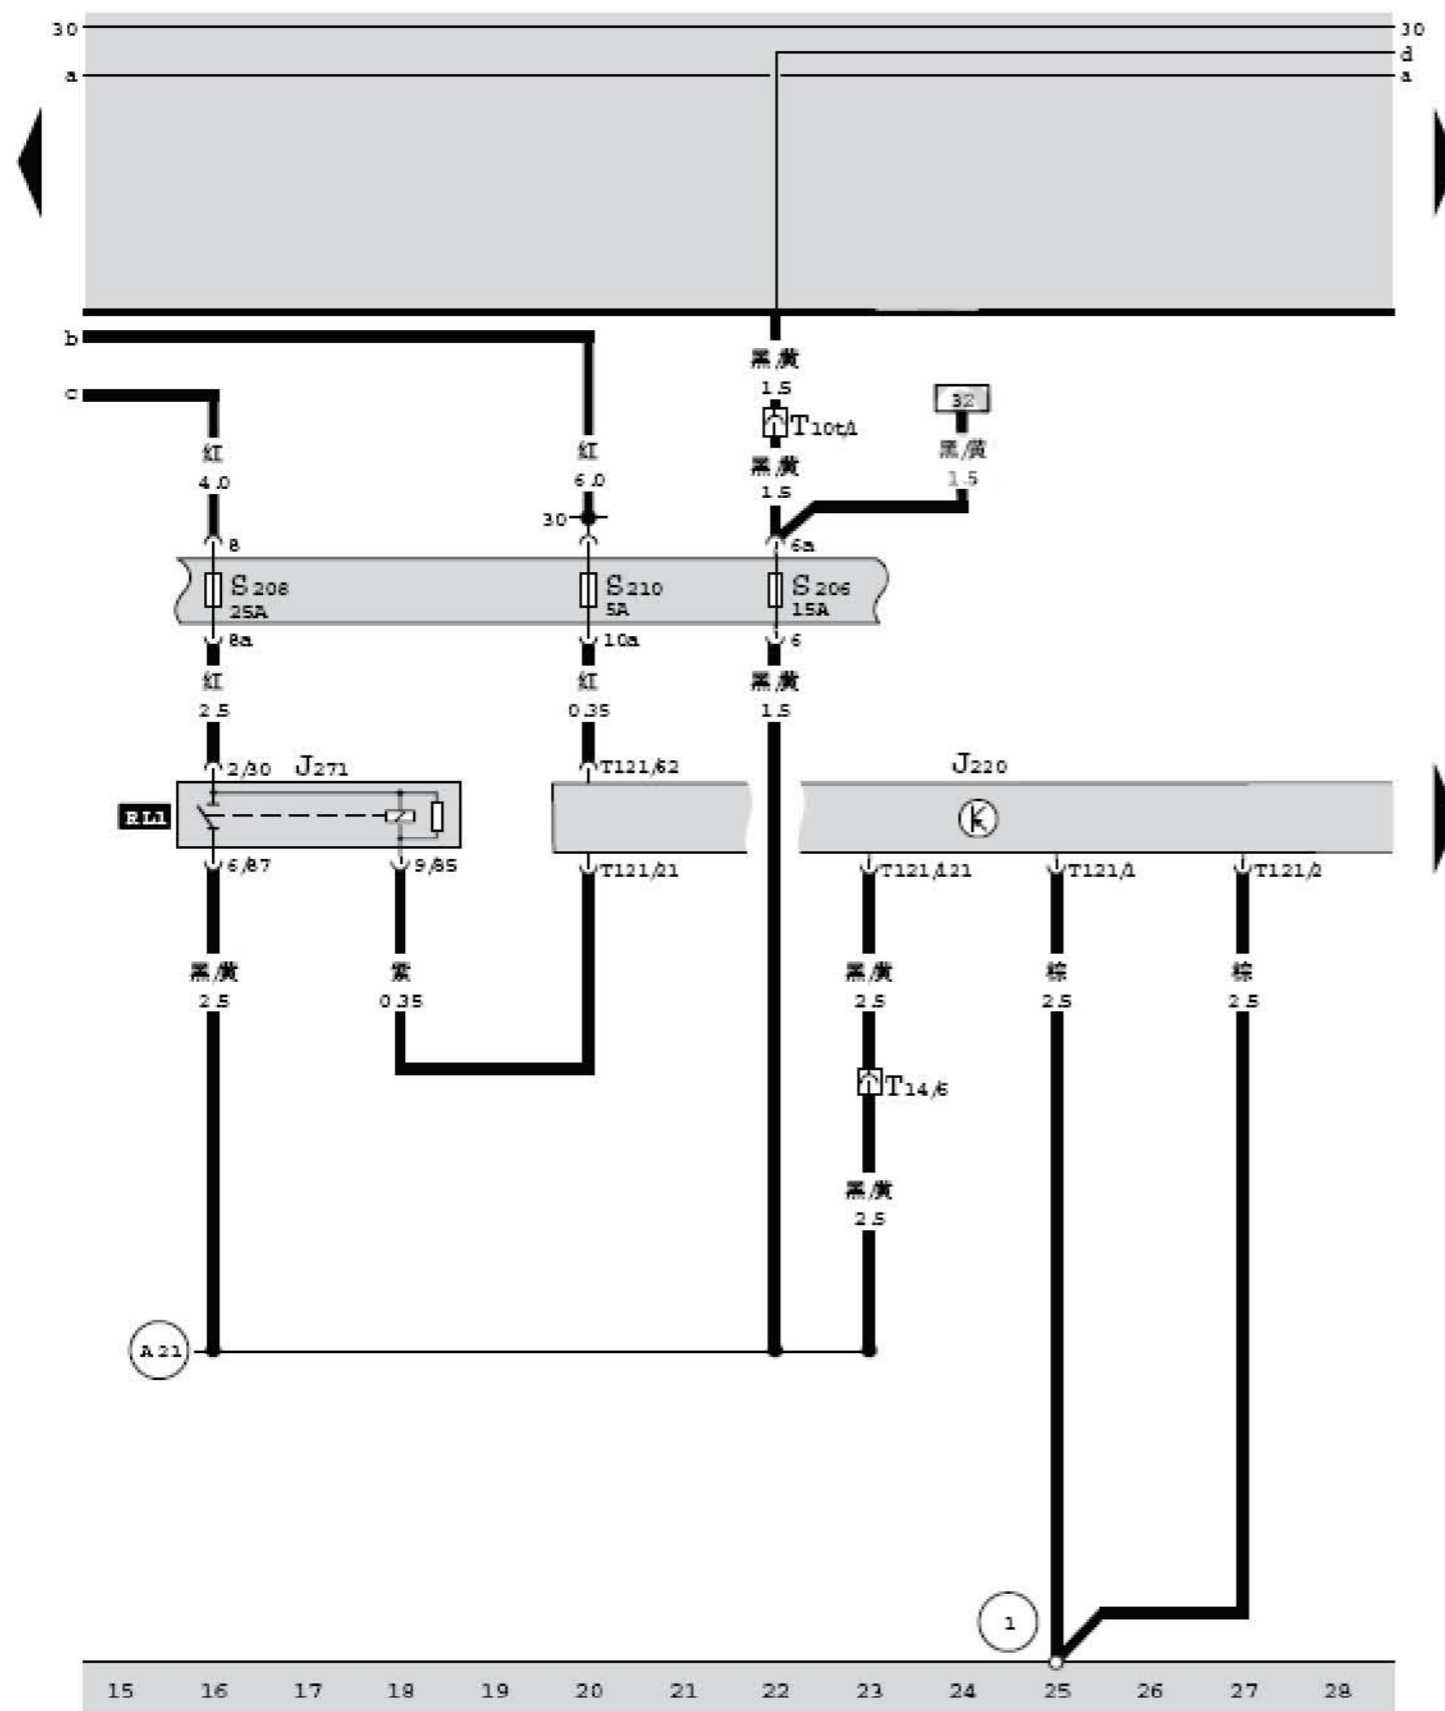 30 30
d
a a
b
黑/黄
1.5
c
32
T10t/1
红
4.0
红
6.0
黑/黄
1.5
黑/黄
1.5
30
8
6a
S208
25A
S210
5A
S206
15A
8a
10a
6
红
2.5
红
0.35
黑/黄
1.5
2/30 J271
T121/62
J220
RL1
6/87
9/85
T121/21
T121/121
T121/1
T121/2
黑/黄
2.5
紫
0.35
黑/黄
2.5
棕
2.5
棕
2.5
T14/6
黑/黄
2.5
A21
1
15 16 17 18 19 20 21 22 23 24 25 26 27 28